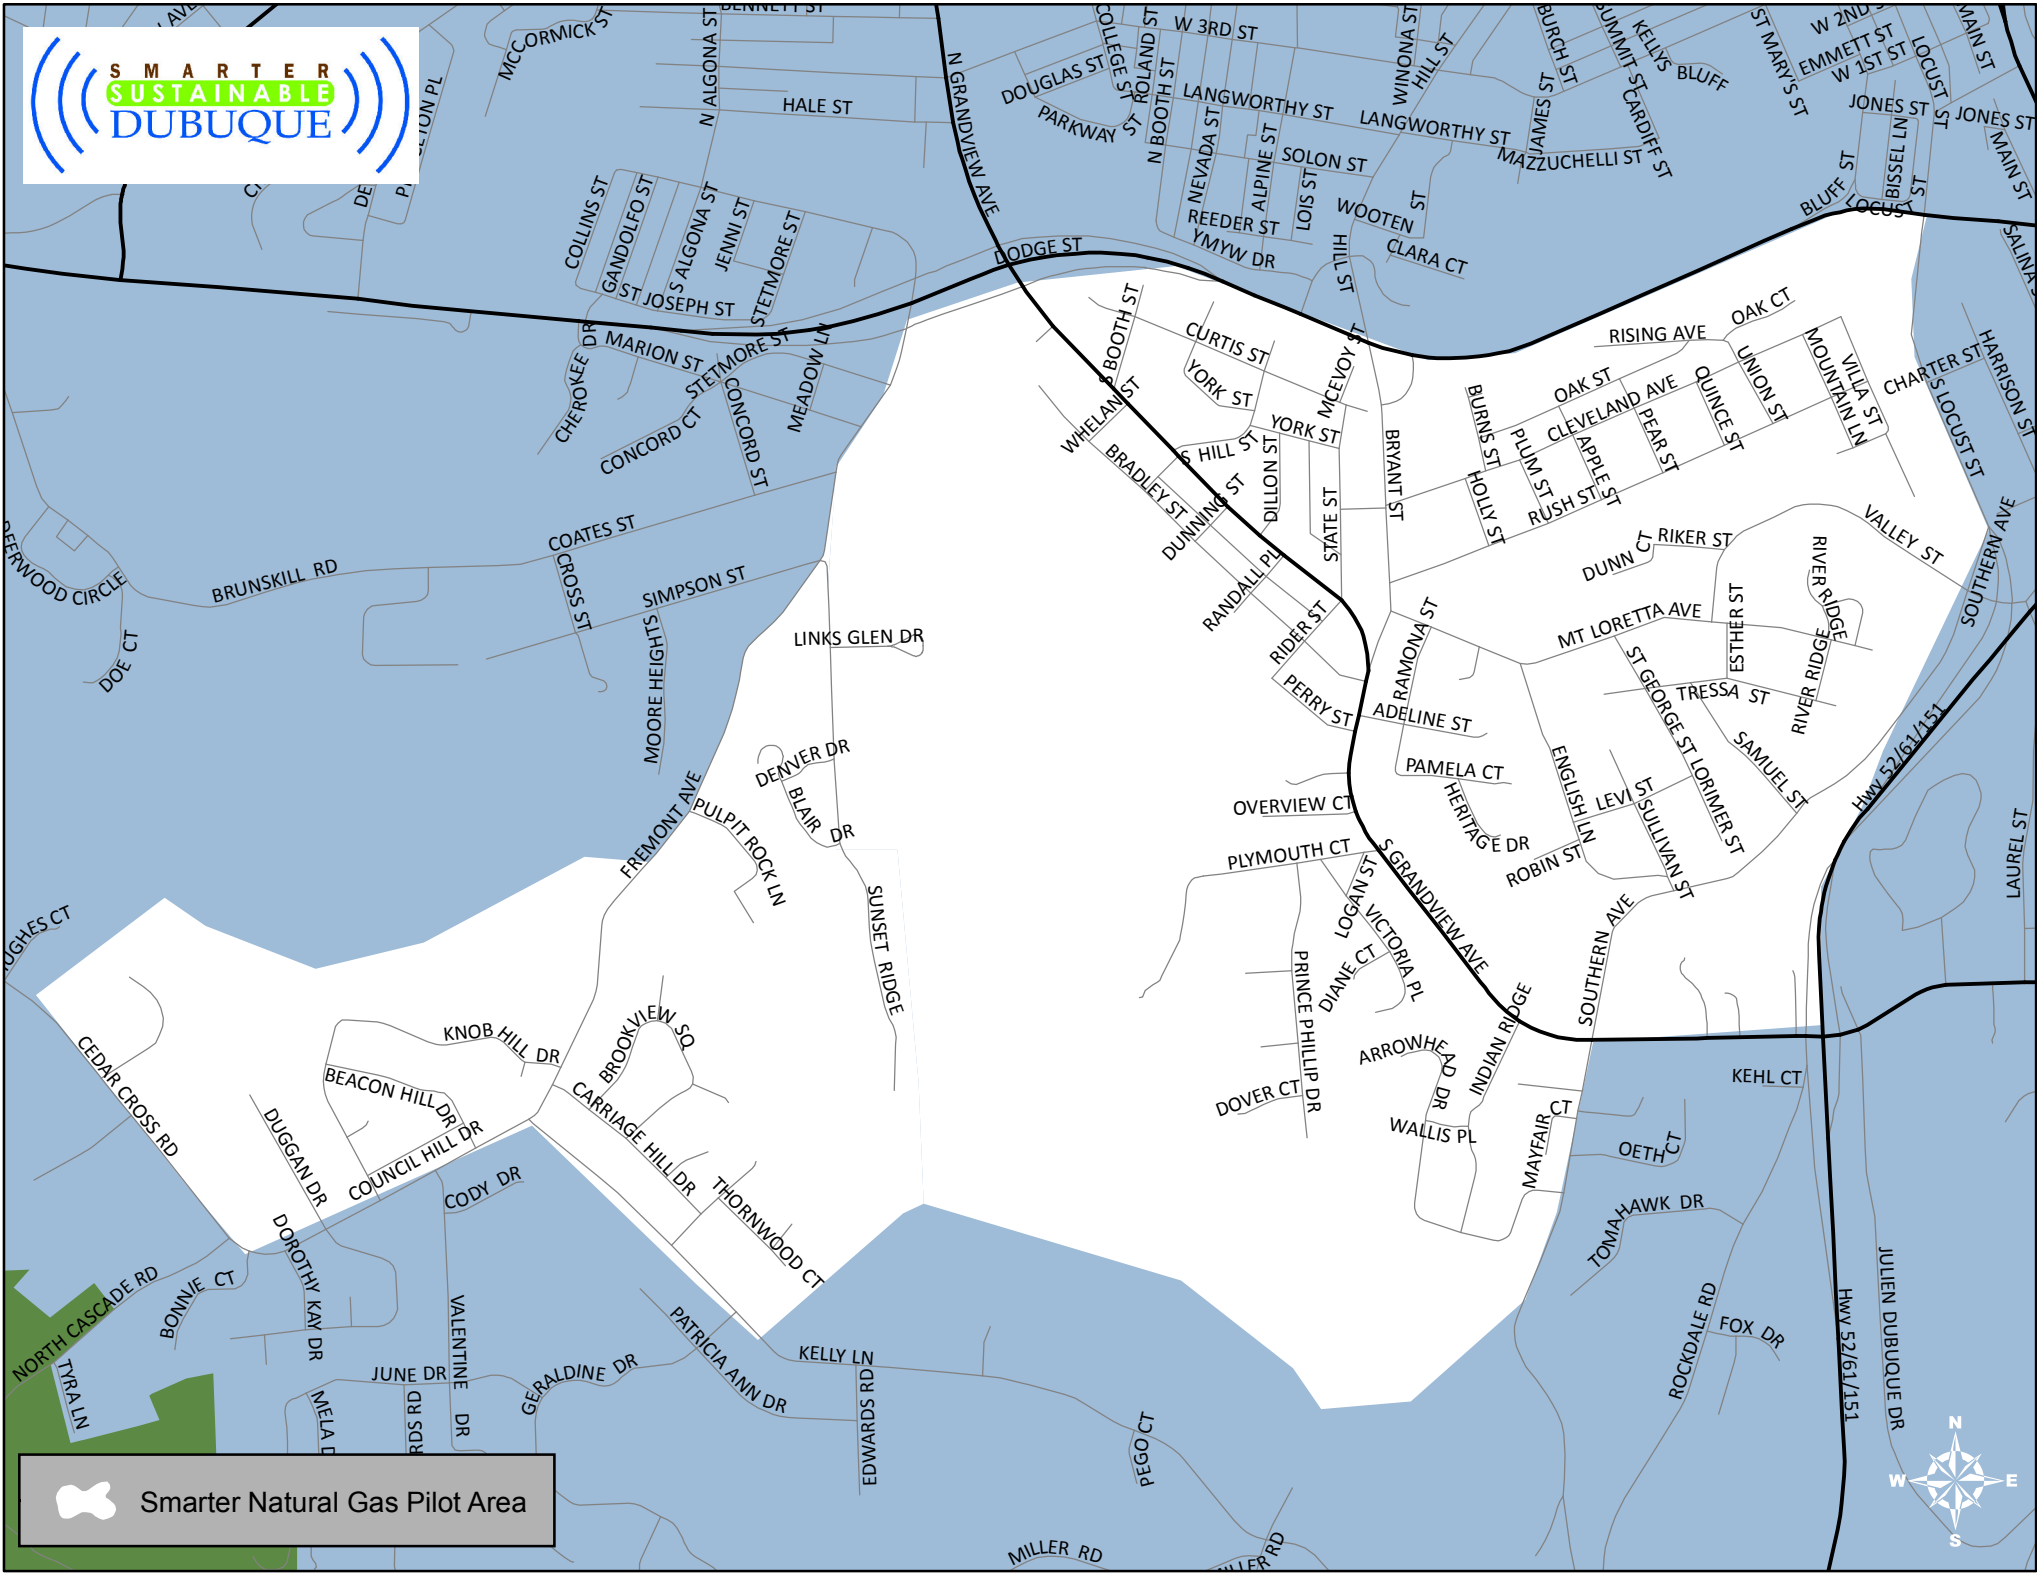 SMARTER
SUSTAINABLE
DUBUQUE
BENNETT ST
MCCORMICK ST
N ALGONA ST
HALE ST
N GRANDVIEW AVE
COLLEGE ST
ROLAND ST
W 3RD ST
DOUGLAS ST
PARKWAY ST
N BOOTH ST
LANGWORTHY ST
LANGWORTHY ST
NEVADA ST
ALPINE ST
SOLON ST
LOIS ST
REEDER ST
YMYW DR
WINONA ST
HILL ST
HILL ST
WOOTEN ST
CLARA CT
JAMES ST
MAZZUCHELLI ST
BURCH ST
SUMMIT ST
KELLYS BLUFF
CARDIFF ST
ST MARY'S ST
EMMETT ST
W 1ST ST
LOCUST ST
MAIN ST
JONES ST
JONES ST
BISSEL LN
BLUFF ST
LOCUST ST
MAIN ST
COLLINS ST
GANDOLFO ST
S ALGONA ST
JENNI ST
STETMORE ST
ST JOSEPH ST
DODGE ST
CHEROKEE DR
MARION ST
STETMORE ST
MEADOW LN
CONCORD CT
CONCORD ST
COATES ST
BRUNSKILL RD
CROSS ST
SIMPSON ST
MOORE HEIGHTS
DEERWOOD CIRCLE
DOE CT
LINKS GLEN DR
DENVER DR
BLAIR DR
FREMONT AVE
PULPIT ROCK LN
SUNSET RIDGE
S BOOTH ST
CURTIS ST
YORK ST
YORK ST
MCEVOY ST
WHELAN ST
S HILL ST
BRADLEY ST
DUNNING ST
DILLON ST
STATE ST
BRYANT ST
RANDALL PL
RIDER ST
PERRY ST
RAMONA ST
ADELINE ST
PAMELA CT
HERITAGE DR
OVERVIEW CT
PLYMOUTH CT
LOGAN ST
VICTORIA PL
DIANE CT
S GRANDVIEW AVE
PRINCE PHILLIP DR
DOVER CT
ARROWHEAD DR
INDIAN RIDGE
WALLIS PL
MAYFAIR CT
RISING AVE
OAK CT
OAK ST
CLEVELAND AVE
BURNS ST
PLUM ST
APPLE ST
PEAR ST
QUINCE ST
UNION ST
MOUNTAIN LN
VILLA ST
HOLLY ST
RUSH ST
CHARTER ST
HARRISON ST
S LOCUST ST
SOUTHERN AVE
VALLEY ST
RIKER ST
DUNN CT
RIVER RIDGE
RIVER RIDGE
MT LORETTA AVE
ESTHER ST
TRESSA ST
ST GEORGE ST
SAMUEL ST
ENGLISH LN
LEVI ST
LORIMER ST
SULLIVAN ST
ROBIN ST
SOUTHERN AVE
Hwy 52/61/151
LAUREL ST
KEHL CT
OETH CT
TOMAHAWK DR
ROCKDALE RD
FOX DR
Hwy 52/61/151
JULIEN DUBUQUE DR
CEDAR CROSS RD
KNOB HILL DR
BEACON HILL DR
COUNCIL HILL DR
DUGGAN DR
BROOKVIEW SQ
CARRIAGE HILL DR
THORNWOOD CT
CODY DR
DOROTHY KAY DR
BONNIE CT
NORTH CASCADE RD
TYRA LN
VALENTINE DR
JUNE DR
GERALDINE DR
PATRICIA ANN DR
KELLY LN
EDWARDS RD
PEGO CT
MILLER RD
Smarter Natural Gas Pilot Area
N
W
E
S